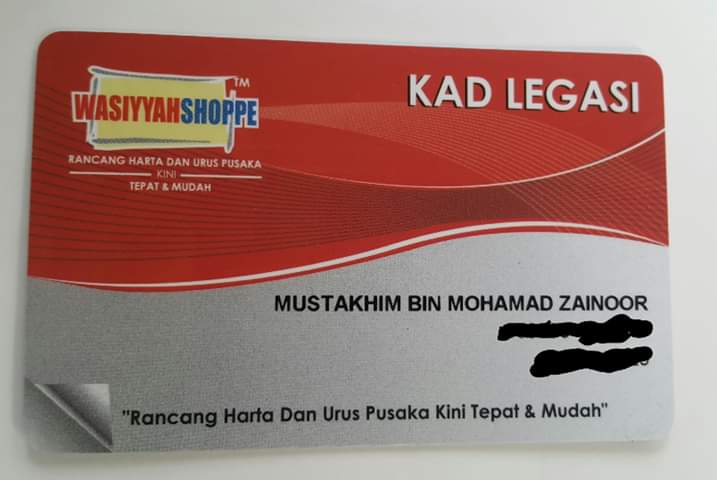 WASIYYAHSHOPPE TM
RANCANG HARTA DAN URUS PUSAKA
KINI
TEPAT & MUDAH
KAD LEGASI
MUSTAKHIM BIN MOHAMAD ZAINOOR
"Rancang Harta Dan Urus Pusaka Kini Tepat & Mudah"